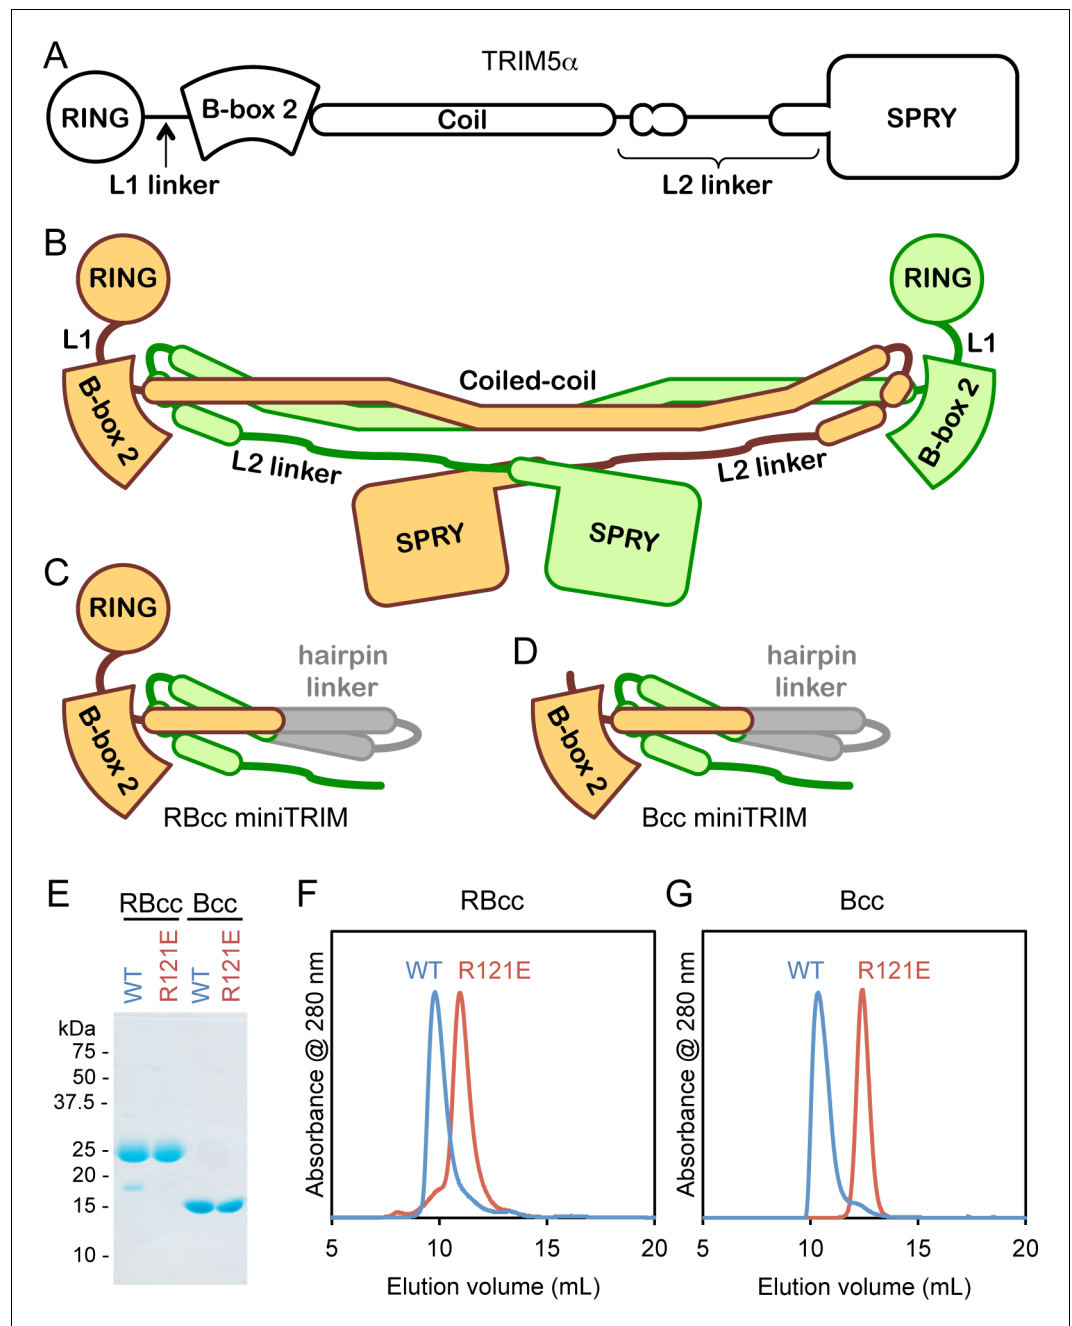 A
TRIM5α
RING
B-box 2
Coil
SPRY
L1 linker
L2 linker
B
RING
RING
L1
L1
B-box 2
Coiled-coil
B-box 2
L2 linker
L2 linker
SPRY
SPRY
C
RING
hairpin
linker
B-box 2
RBcc miniTRIM
D
hairpin
linker
B-box 2
Bcc miniTRIM
E
RBcc Bcc
WT
R121E
WT
R121E
kDa
75 -
50 -
37.5 -
25 -
20 -
15 -
10 -
F
RBcc
WT R121E
Absorbance @ 280 nm
5 10 15 20
Elution volume (mL)
G
Bcc
WT R121E
Absorbance @ 280 nm
5 10 15 20
Elution volume (mL)